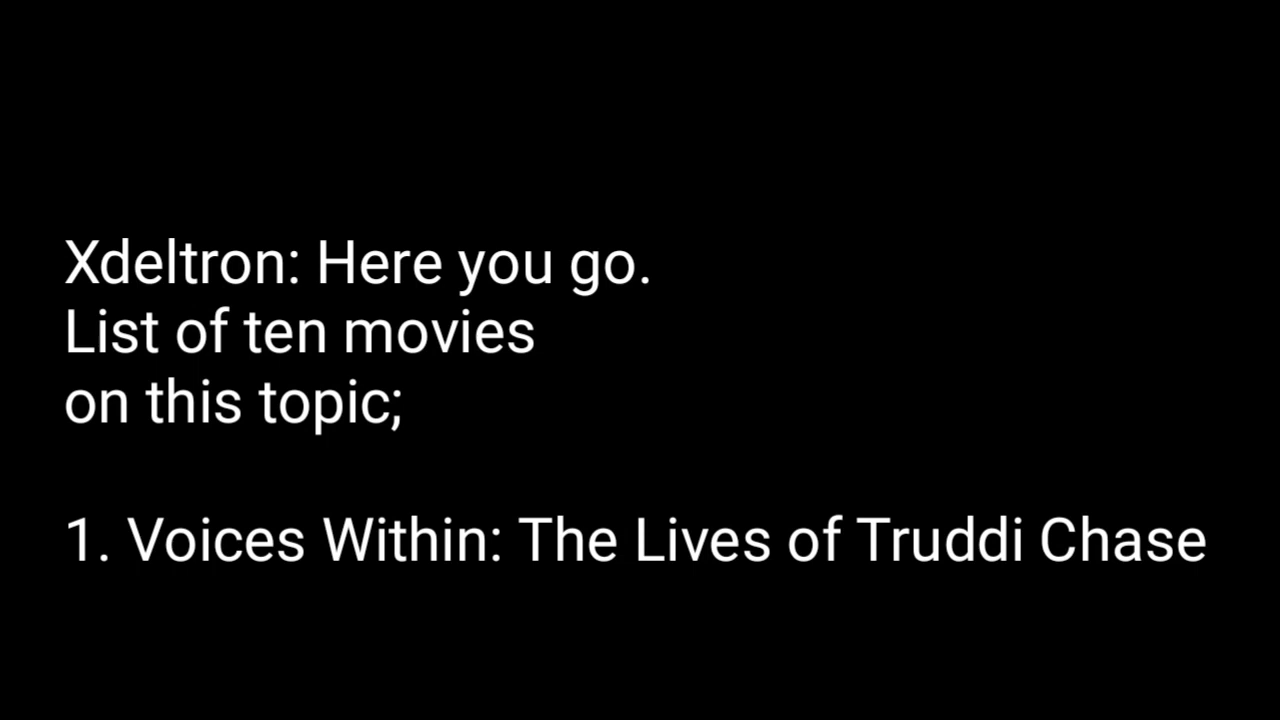 Xdeltron: Here you go.
List of ten movies
on this topic;
1. Voices Within: The Lives of Truddi Chase